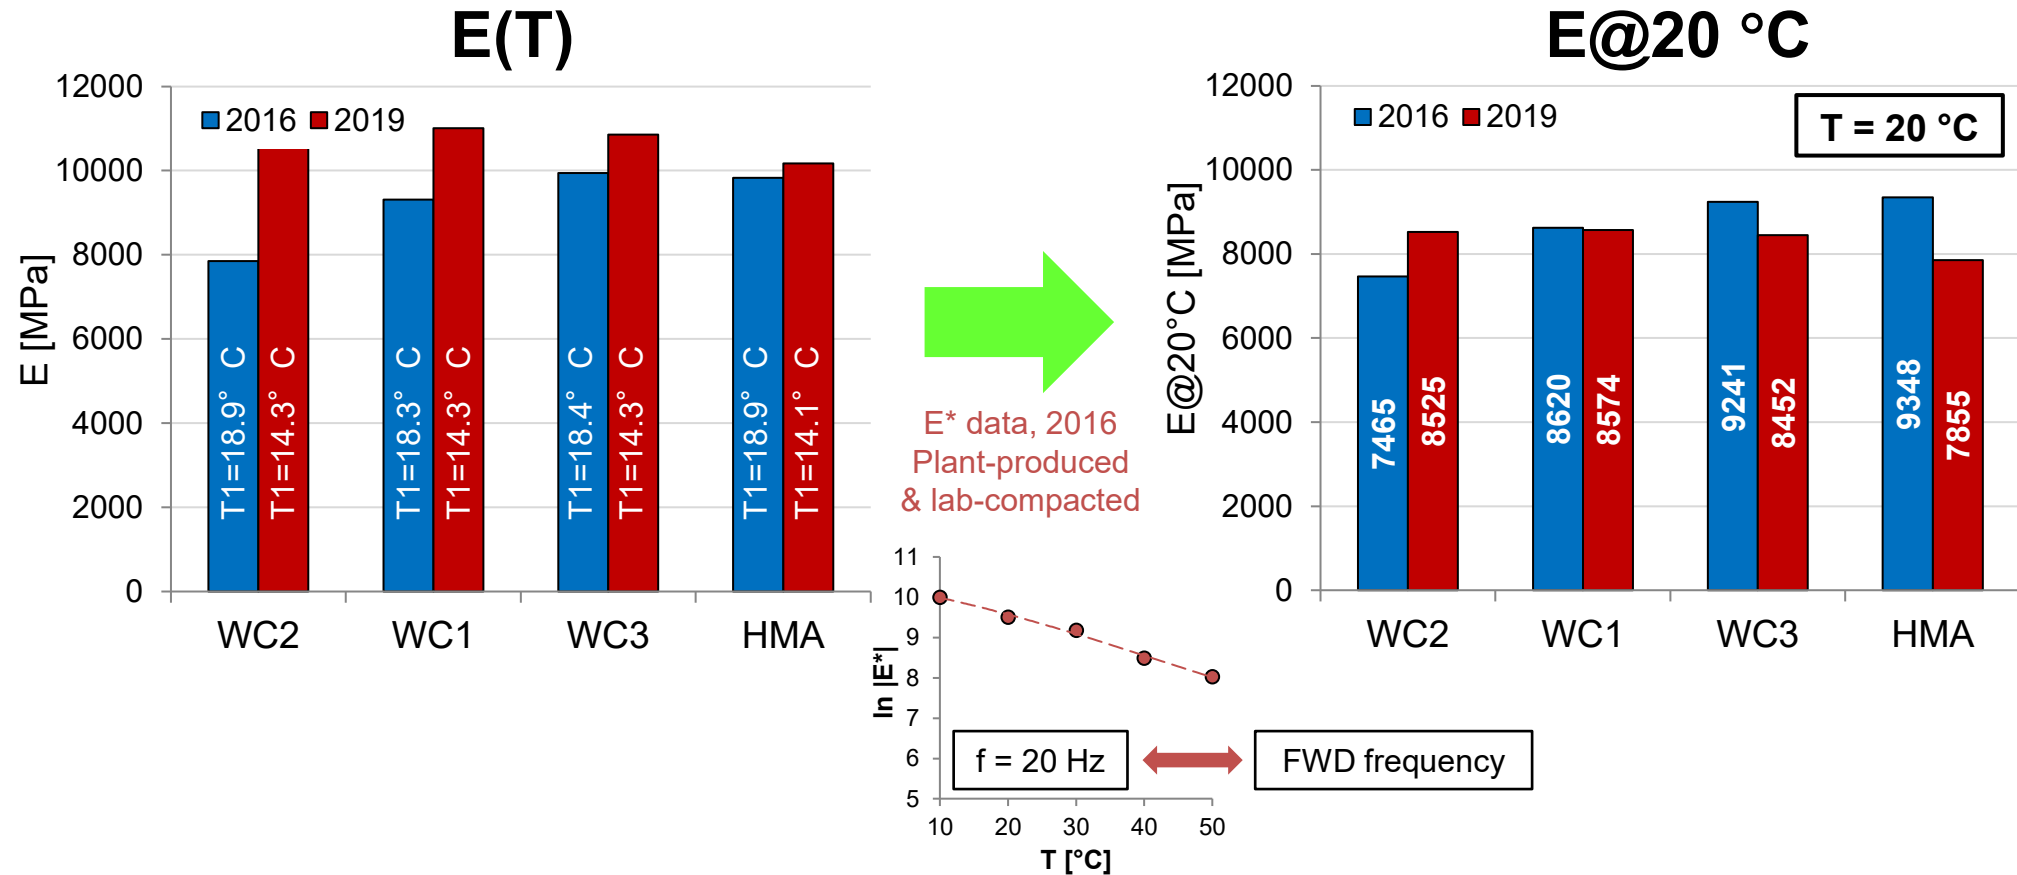 E(T)
E [MPa]
12000
10000
8000
6000
4000
2000
0
2016 2019
T1=18.9° C
T1=14.3° C
T1=18.3° C
T1=14.3° C
T1=18.4° C
T1=14.3° C
T1=18.9° C
T1=14.1° C
WC2 WC1 WC3 HMA
E* data, 2016
Plant-produced
& lab-compacted
ln |E*|
11
10
9
8
7
6
5
10 20 30 40 50
T [°C]
f = 20 Hz
FWD frequency
E@20 °C
E@20°C [MPa]
12000
10000
8000
6000
4000
2000
0
2016 2019
T = 20 °C
7465
8525
8620
8574
9241
8452
9348
7855
WC2 WC1 WC3 HMA